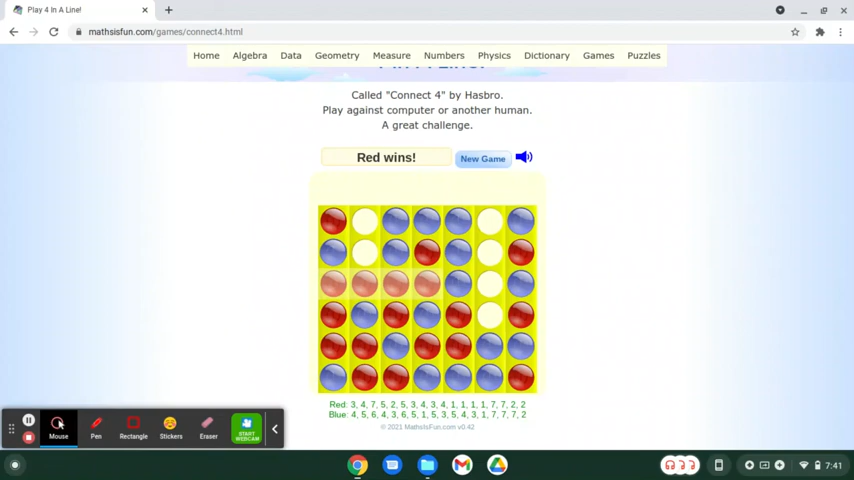 Play 4 In A Line!
mathsisfun.com/games/connect4.html
Home Algebra Data Geometry Measure Numbers Physics Dictionary Games Puzzles
Called "Connect 4" by Hasbro.
Play against computer or another human.
A great challenge.
Red wins! New Game
Red: 3, 4, 7, 5, 2, 5, 3, 4, 3, 4, 1, 1, 1, 1, 7, 7, 2, 2
Blue: 4, 5, 6, 4, 3, 6, 5, 1, 5, 3, 5, 4, 3, 1, 7, 7, 7, 2
© 2021 MathsIsFun.com v0.42
Mouse Pen Rectangle Stickers Eraser START WEBCAM
7:41